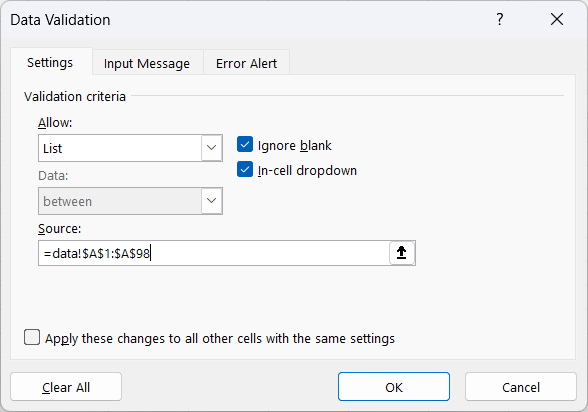 Data Validation ?
Settings Input Message Error Alert
Validation criteria
Allow:
List
Ignore blank
In-cell dropdown
Data:
between
Source:
=data!$A$1:$A$98
Apply these changes to all other cells with the same settings
Clear All OK Cancel